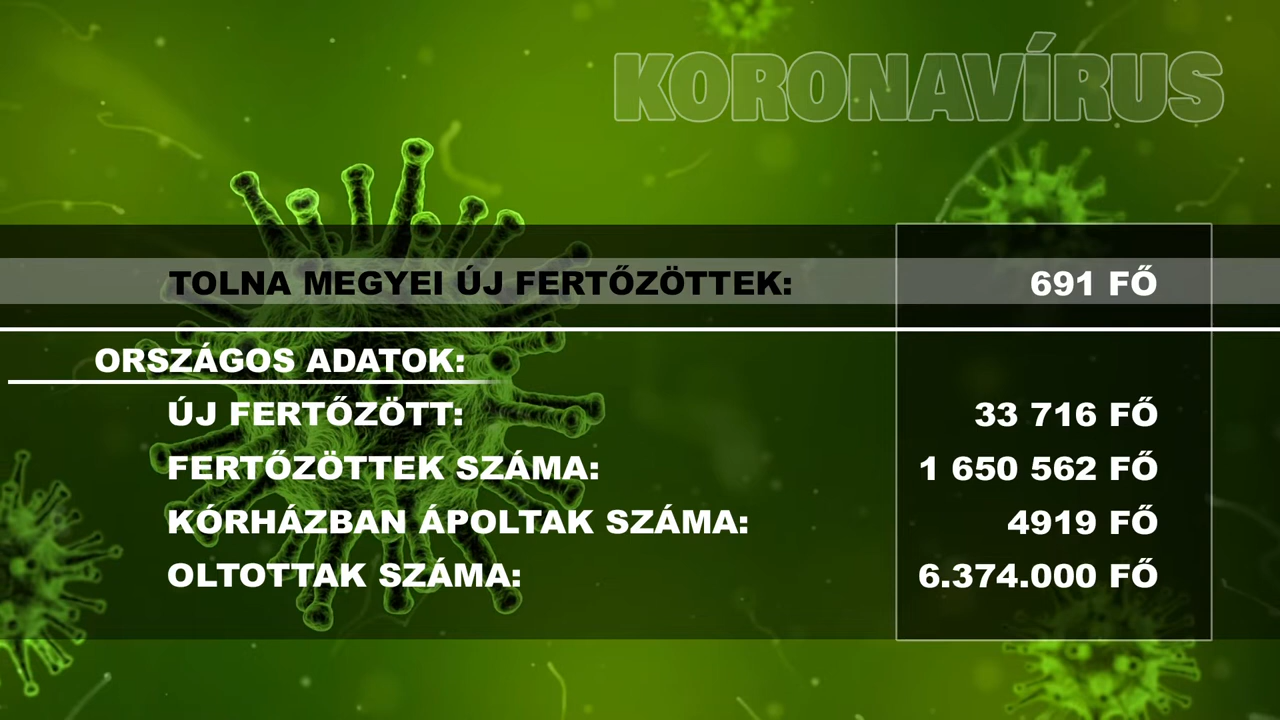 KORONAVÍRUS
TOLNA MEGYEI ÚJ FERTŐZÖTTEK: 691 FŐ
ORSZÁGOS ADATOK:
ÚJ FERTŐZÖTT: 33 716 FŐ
FERTŐZÖTTEK SZÁMA: 1 650 562 FŐ
KÓRHÁZBAN ÁPOLTAK SZÁMA: 4919 FŐ
OLTOTTAK SZÁMA: 6.374.000 FŐ